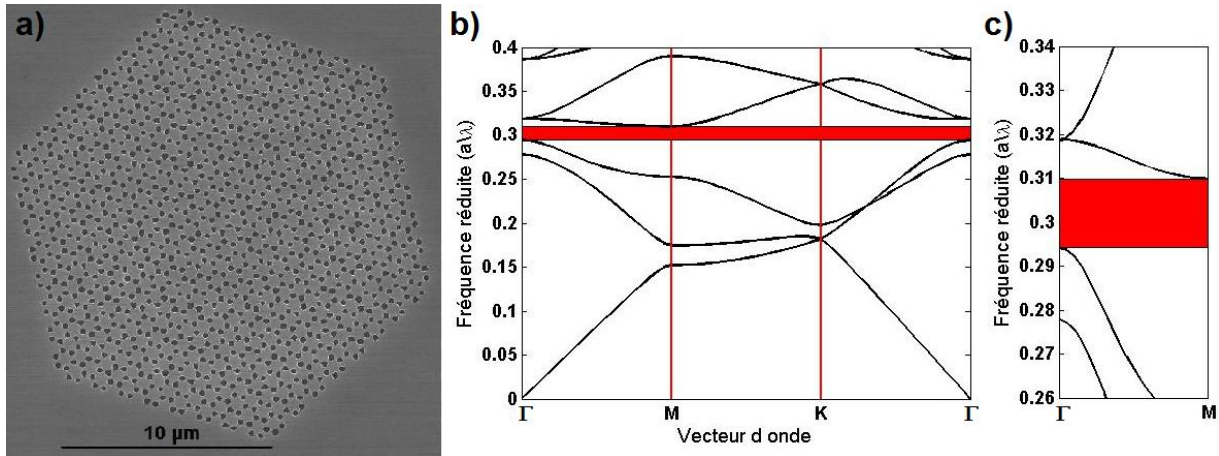 a)
10 µm
b)
Fréquence réduite (a\λ)
0.4
0.35
0.3
0.25
0.2
0.15
0.1
0.05
0
Γ M K Γ
Vecteur d onde
c)
Fréquence réduite (a\λ)
0.34
0.33
0.32
0.31
0.3
0.29
0.28
0.27
0.26
Γ M